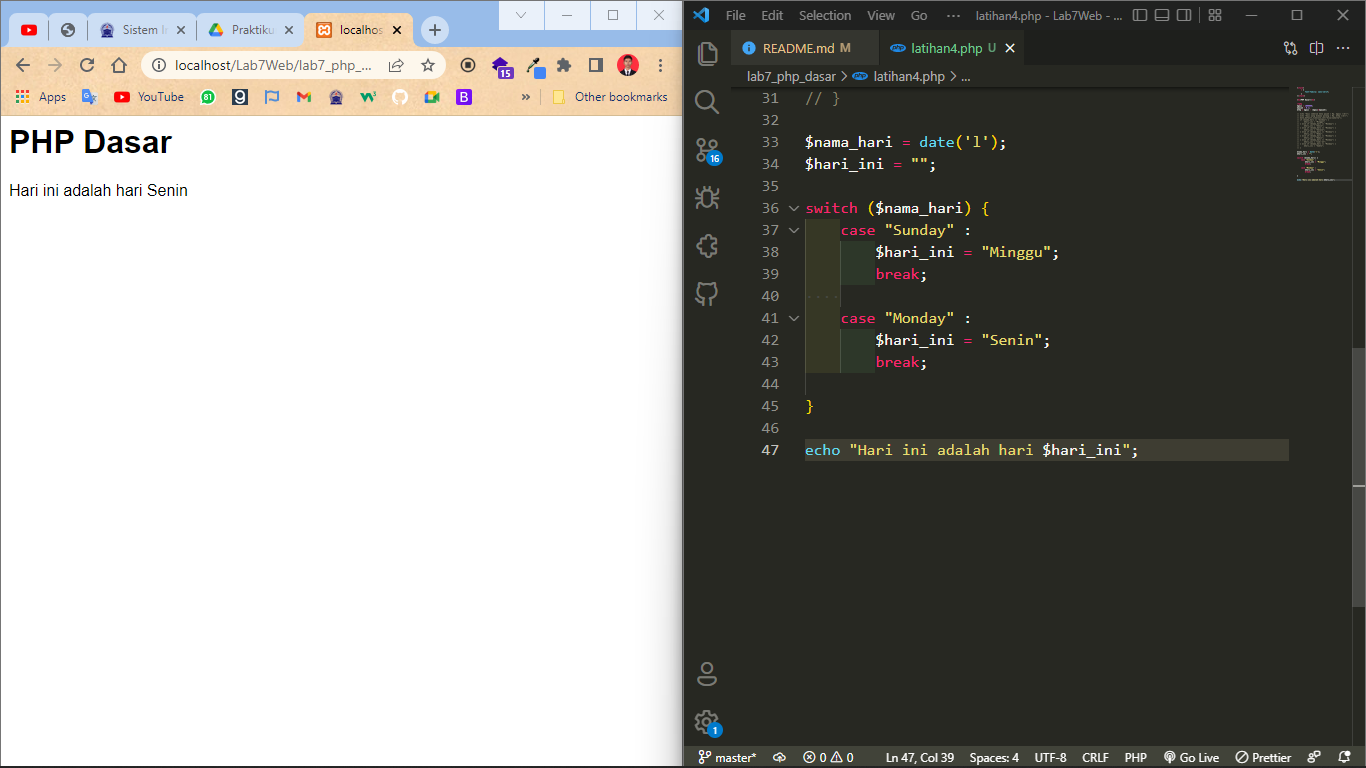 Sistem I
Praktiku
localhos
localhost/Lab7Web/lab7_php_...
15
Apps
YouTube
81
Other bookmarks
PHP Dasar
Hari ini adalah hari Senin
File Edit Selection View Go ··· latihan4.php - Lab7Web - ...
README.md M
latihan4.php U
lab7_php_dasar > latihan4.php > ...
16
31 // }
32
33 $nama_hari = date('l');
34 $hari_ini = "";
35
36 switch ($nama_hari) {
37 case "Sunday" :
38 $hari_ini = "Minggu";
39 break;
40
41 case "Monday" :
42 $hari_ini = "Senin";
43 break;
44
45 }
46
47 echo "Hari ini adalah hari $hari_ini";
1
master* 0 0 Ln 47, Col 39 Spaces: 4 UTF-8 CRLF PHP Go Live Prettier